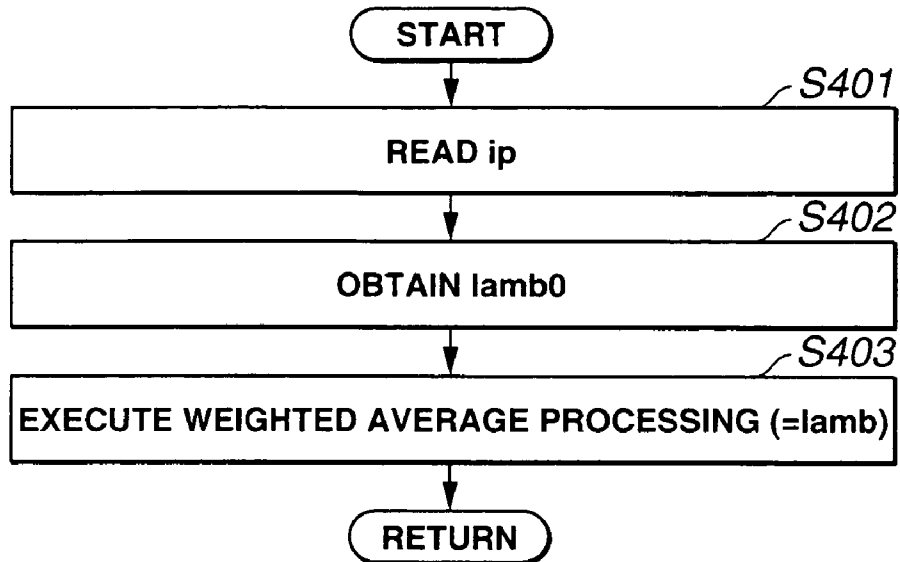 START
S401
READ ip
S402
OBTAIN lamb0
S403
EXECUTE WEIGHTED AVERAGE PROCESSING (=lamb)
RETURN